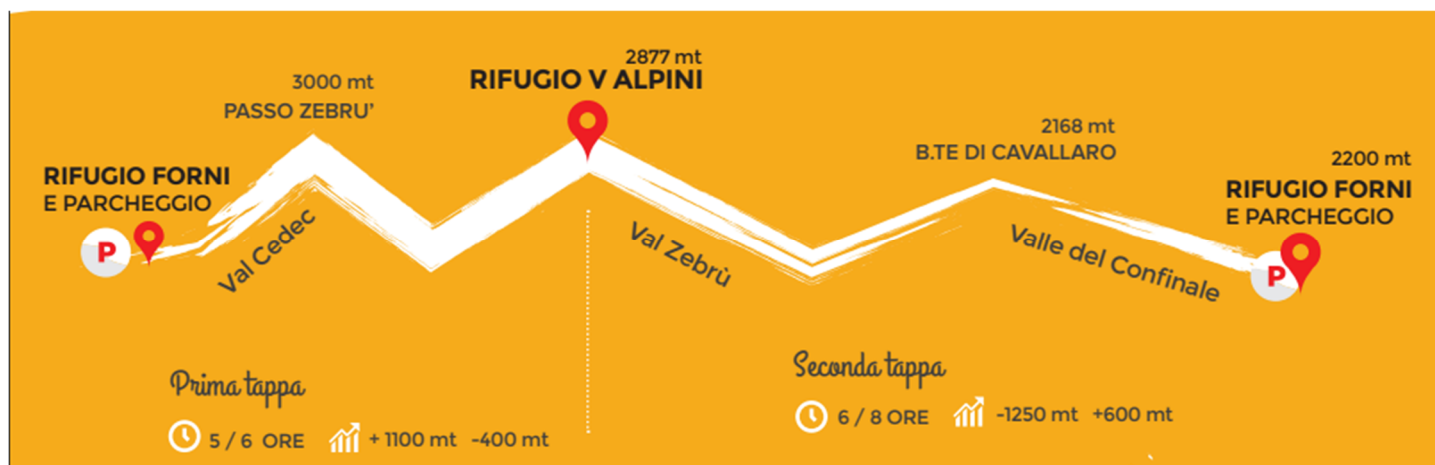 3000 mt
PASSO ZEBRU'
2877 mt
RIFUGIO V ALPINI
2168 mt
B.TE DI CAVALLARO
2200 mt
RIFUGIO FORNI
E PARCHEGGIO
RIFUGIO FORNI
E PARCHEGGIO
P
Val Cedec
Val Zebrù
Valle del Confinale
P
Prima tappa
5 / 6 ORE
+ 1100 mt -400 mt
Seconda tappa
6 / 8 ORE
-1250 mt +600 mt